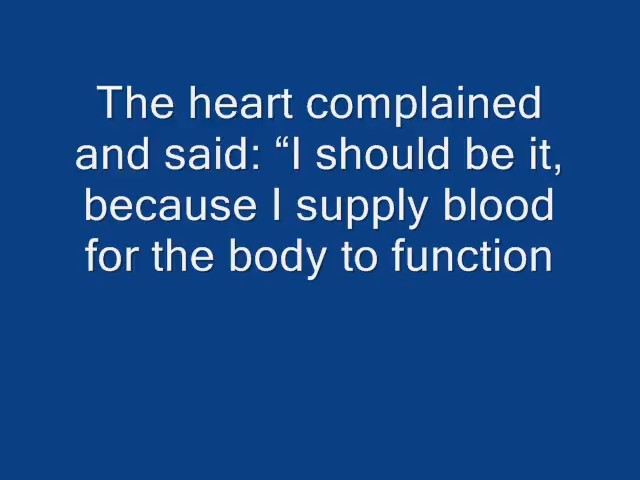 The heart complained
and said: “I should be it,
because I supply blood
for the body to function